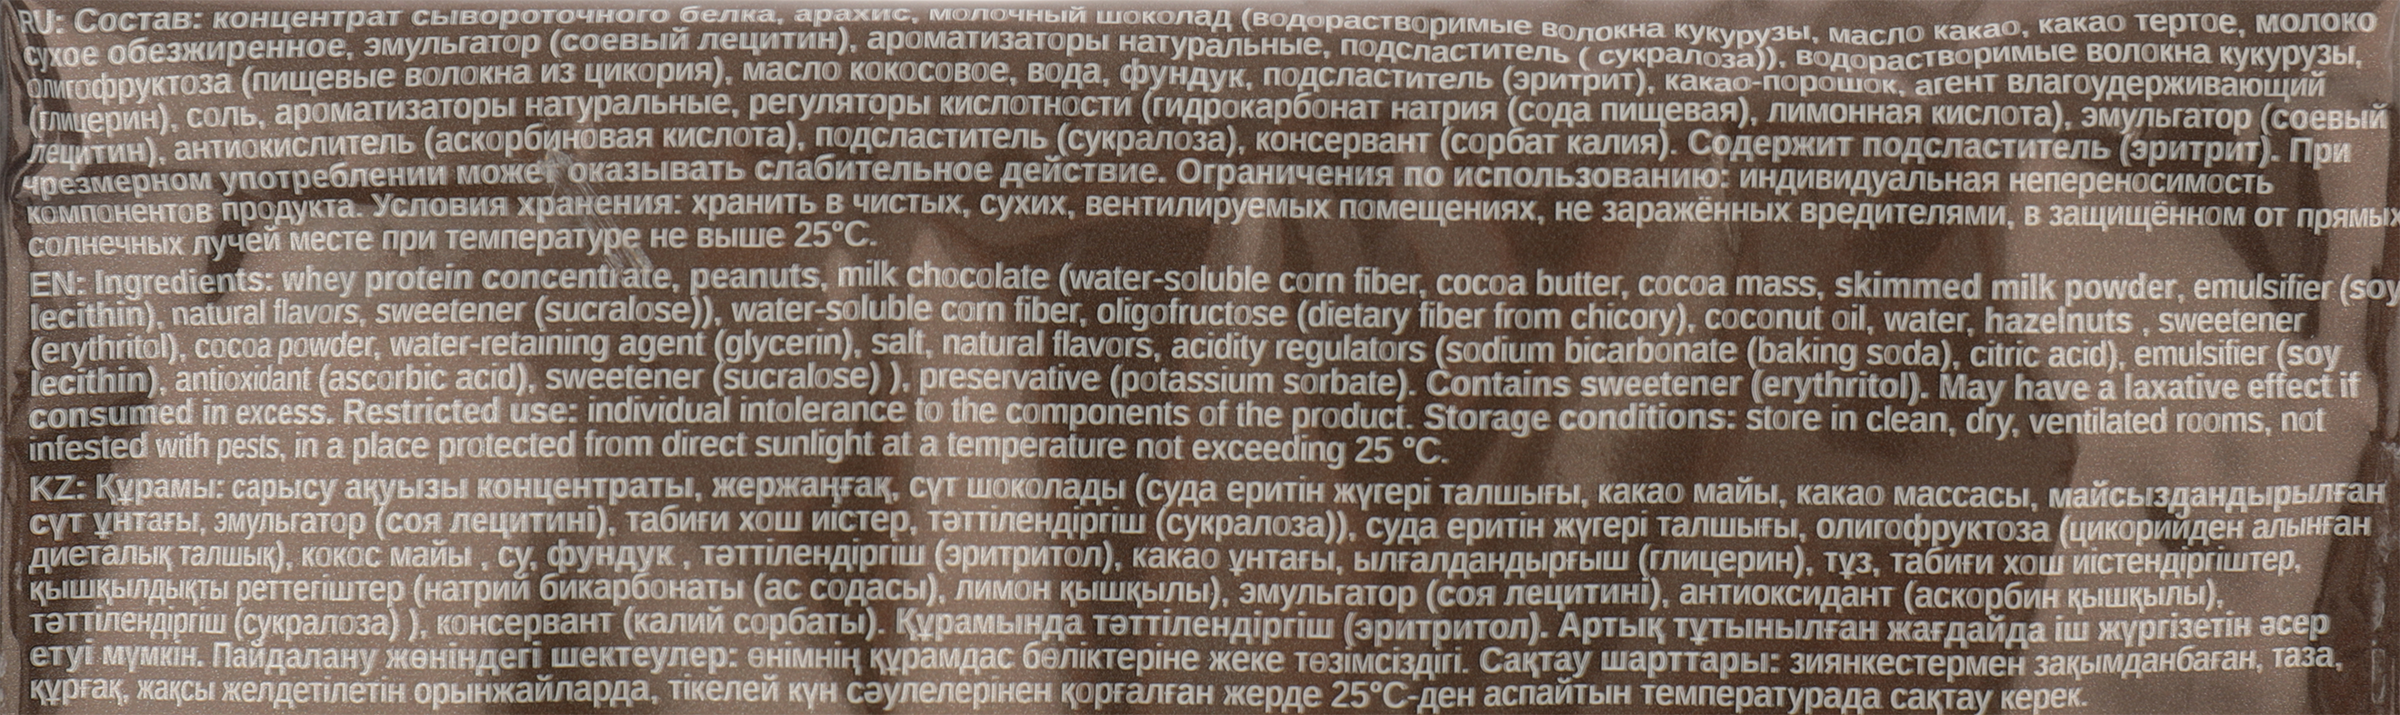 RU: Состав: концентрат сывороточного белка, арахис, молочный шоколад (водорастворимые волокна кукурузы, масло какао, какао тертое, молоко
сухое обезжиренное, эмульгатор (соевый лецитин), ароматизаторы натуральные, подсластитель ( сукралоза)), водорастворимые волокна кукурузы,
олигофруктоза (пищевые волокна из цикория), масло кокосовое, вода, фундук, подсластитель (эритрит), какао-порошок, агент влагоудерживающий
(глицерин), соль, ароматизаторы натуральные, регуляторы кислотности (гидрокарбонат натрия (сода пищевая), лимонная кислота), эмульгатор (соевый
лецитин), антиокислитель (аскорбиновая кислота), подсластитель (сукралоза), консервант (сорбат калия). Содержит подсластитель (эритрит). При
чрезмерном употреблении может оказывать слабительное действие. Ограничения по использованию: индивидуальная непереносимость
компонентов продукта. Условия хранения: хранить в чистых, сухих, вентилируемых помещениях, не заражённых вредителями, в защищённом от прямых
солнечных лучей месте при температуре не выше 25°C.
EN: Ingredients: whey protein concentrate, peanuts, milk chocolate (water-soluble corn fiber, cocoa butter, cocoa mass, skimmed milk powder, emulsifier (soy
lecithin), natural flavors, sweetener (sucralose)), water-soluble corn fiber, oligofructose (dietary fiber from chicory), coconut oil, water, hazelnuts , sweetener
(erythritol), cocoa powder, water-retaining agent (glycerin), salt, natural flavors, acidity regulators (sodium bicarbonate (baking soda), citric acid), emulsifier (soy
lecithin), antioxidant (ascorbic acid), sweetener (sucralose) ), preservative (potassium sorbate). Contains sweetener (erythritol). May have a laxative effect if
consumed in excess. Restricted use: individual intolerance to the components of the product. Storage conditions: store in clean, dry, ventilated rooms, not
infested with pests, in a place protected from direct sunlight at a temperature not exceeding 25 °C.
KZ: Құрамы: сарысу ақуызы концентраты, жержаңғақ, сүт шоколады (суда еритін жүгері талшығы, какао майы, какао массасы, майсыздандырылған
сүт ұнтағы, эмульгатор (соя лецитині), табиғи хош иістер, тәттілендіргіш (сукралоза)), суда еритін жүгері талшығы, олигофруктоза (цикорийден алынған
диеталық талшық), кокос майы , су, фундук , тәттілендіргіш (эритритол), какао ұнтағы, ылғалдандырғыш (глицерин), тұз, табиғи хош иістендіргіштер,
қышқылдықты реттегіштер (натрий бикарбонаты (ас содасы), лимон қышқылы), эмульгатор (соя лецитині), антиоксидант (аскорбин қышқылы),
тәттілендіргіш (сукралоза) ), консервант (калий сорбаты). Құрамында тәттілендіргіш (эритритол). Артық тұтынылған жағдайда іш жүргізетін әсер
етуі мүмкін. Пайдалану жөніндегі шектеулер: өнімнің құрамдас бөліктеріне жеке төзімсіздігі. Сақтау шарттары: зиянкестермен зақымданбаған, таза,
құрғақ, жақсы желдетілетін орынжайларда, тікелей күн сәулелерінен қорғалған жерде 25°C-ден аспайтын температурада сақтау керек.